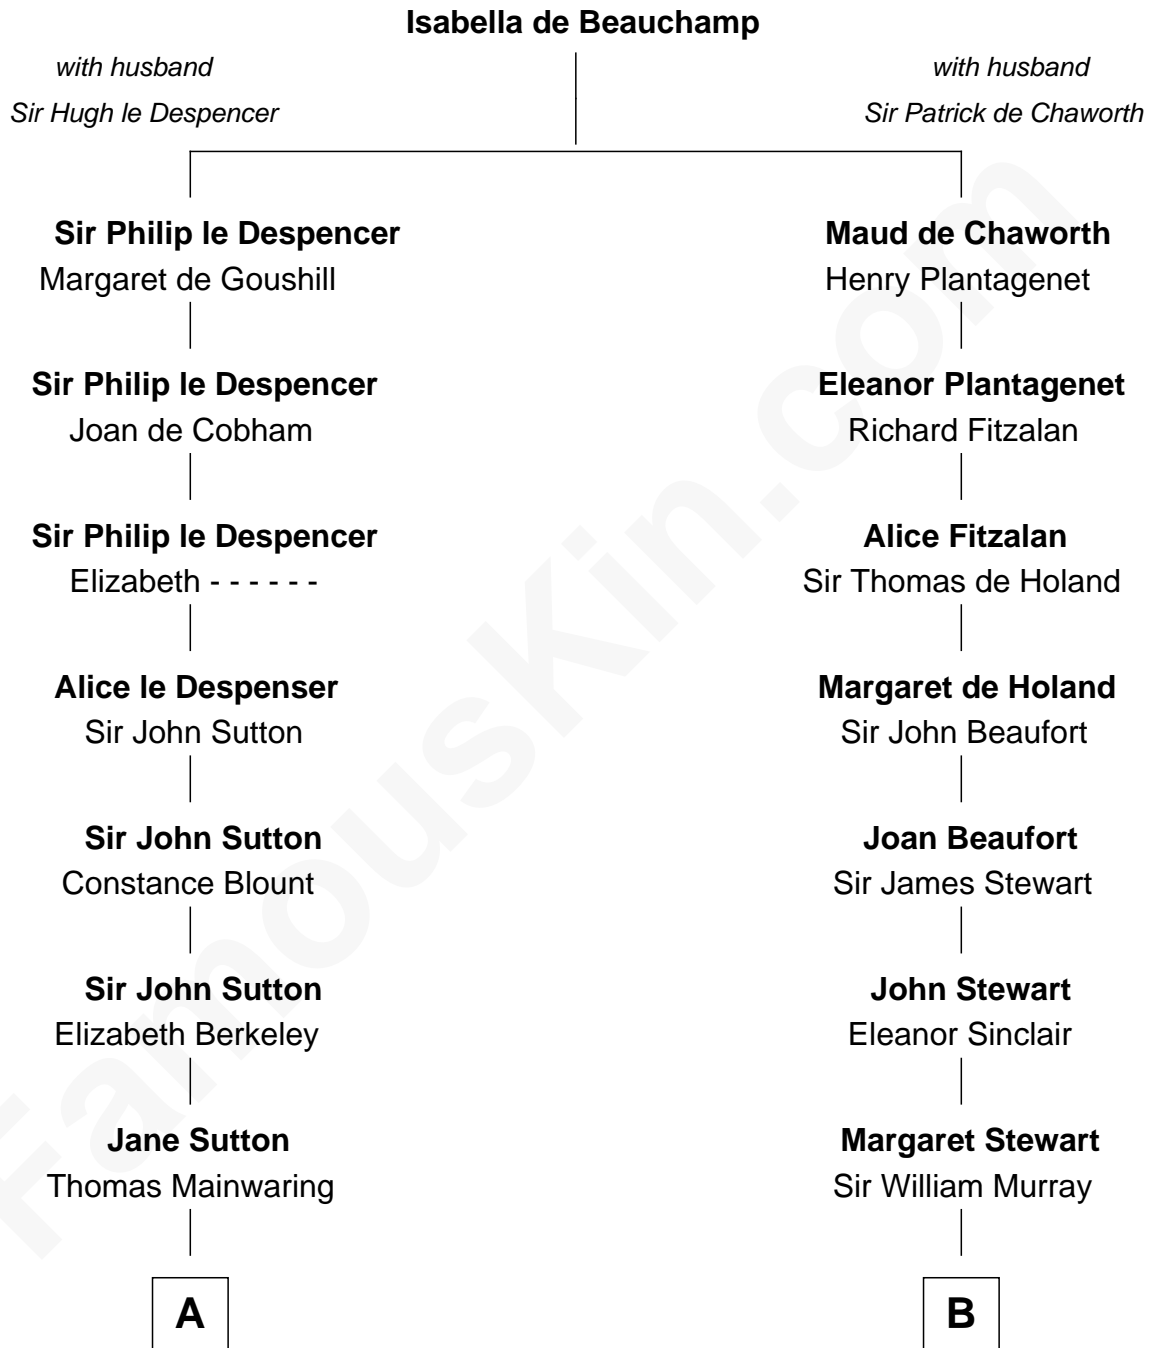 Isabella de Beauchamp
with husband
Sir Hugh le Despencer
with husband
Sir Patrick de Chaworth
Sir Philip le Despencer
Margaret de Goushill
Maud de Chaworth
Henry Plantagenet
Sir Philip le Despencer
Joan de Cobham
Eleanor Plantagenet
Richard Fitzalan
Sir Philip le Despencer
Elizabeth - - - - - -
Alice Fitzalan
Sir Thomas de Holand
Alice le Despenser
Sir John Sutton
Margaret de Holand
Sir John Beaufort
Sir John Sutton
Constance Blount
Joan Beaufort
Sir James Stewart
Sir John Sutton
Elizabeth Berkeley
John Stewart
Eleanor Sinclair
Jane Sutton
Thomas Mainwaring
Margaret Stewart
Sir William Murray
A
B
FamousKin.com